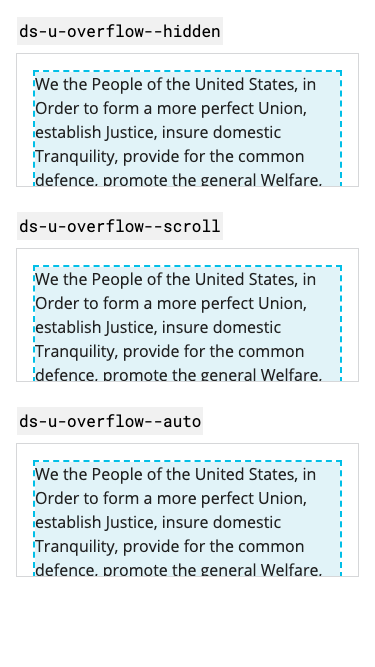 ds-u-overflow--hidden
We the People of the United States, in
Order to form a more perfect Union,
establish Justice, insure domestic
Tranquility, provide for the common
defence, promote the general Welfare,
ds-u-overflow--scroll
We the People of the United States, in
Order to form a more perfect Union,
establish Justice, insure domestic
Tranquility, provide for the common
defence, promote the general Welfare,
ds-u-overflow--auto
We the People of the United States, in
Order to form a more perfect Union,
establish Justice, insure domestic
Tranquility, provide for the common
defence, promote the general Welfare,